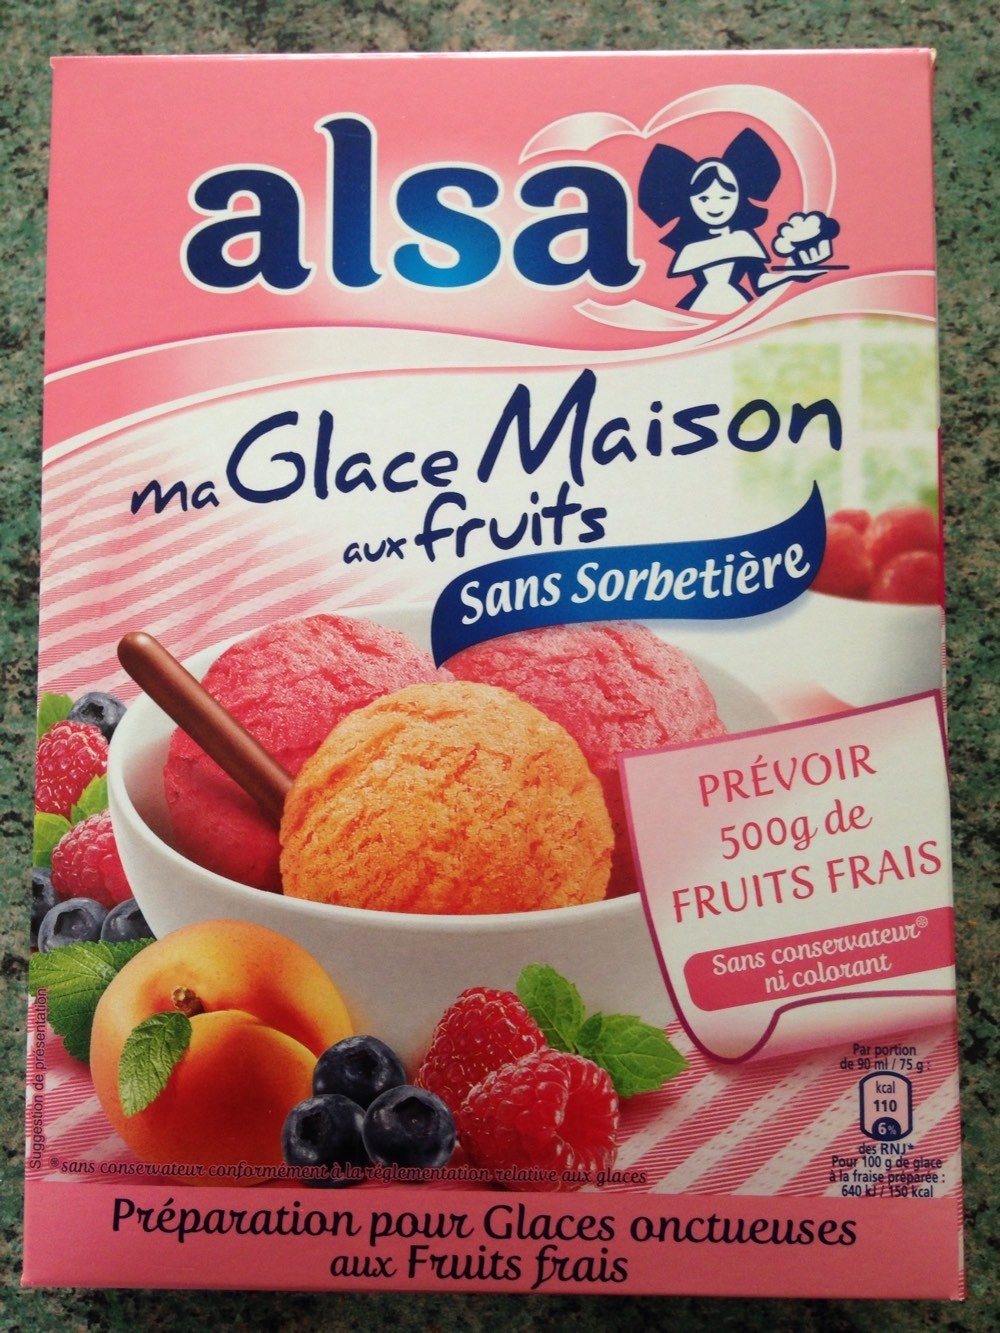 alsa
ma Glace Maison
aux fruits
Sans Sorbetière
PRÉVOIR
500g de
FRUITS FRAIS
Sans conservateur®
ni colorant
Par portion
de 90 ml / 75 g :
kcal
110
6%
des RNJ*
Pour 100 g de glace
à la fraise préparée :
640 kJ / 150 kcal
Suggestion de présentation
®sans conservateur conformément à la réglementation relative aux glaces
Préparation pour Glaces onctueuses
aux Fruits frais